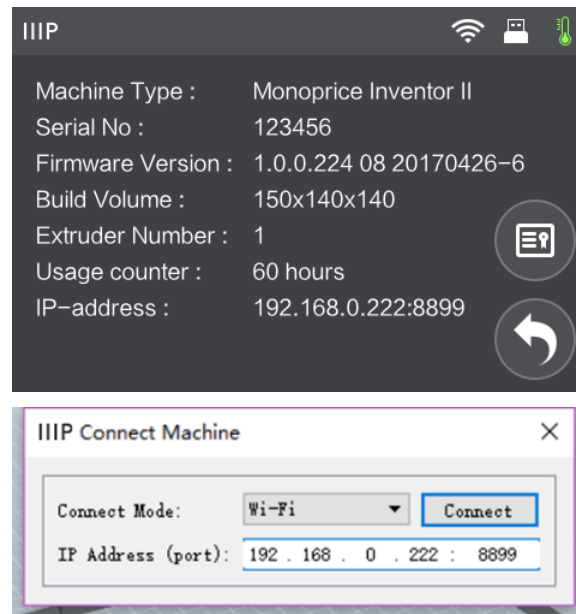 IIIP
Machine Type : Monoprice Inventor II
Serial No : 123456
Firmware Version : 1.0.0.224 08 20170426-6
Build Volume : 150x140x140
Extruder Number : 1
Usage counter : 60 hours
IP-address : 192.168.0.222:8899
IIIP Connect Machine
Connect Mode: Wi-Fi Connect
IP Address (port): 192 . 168 . 0 . 222 : 8899